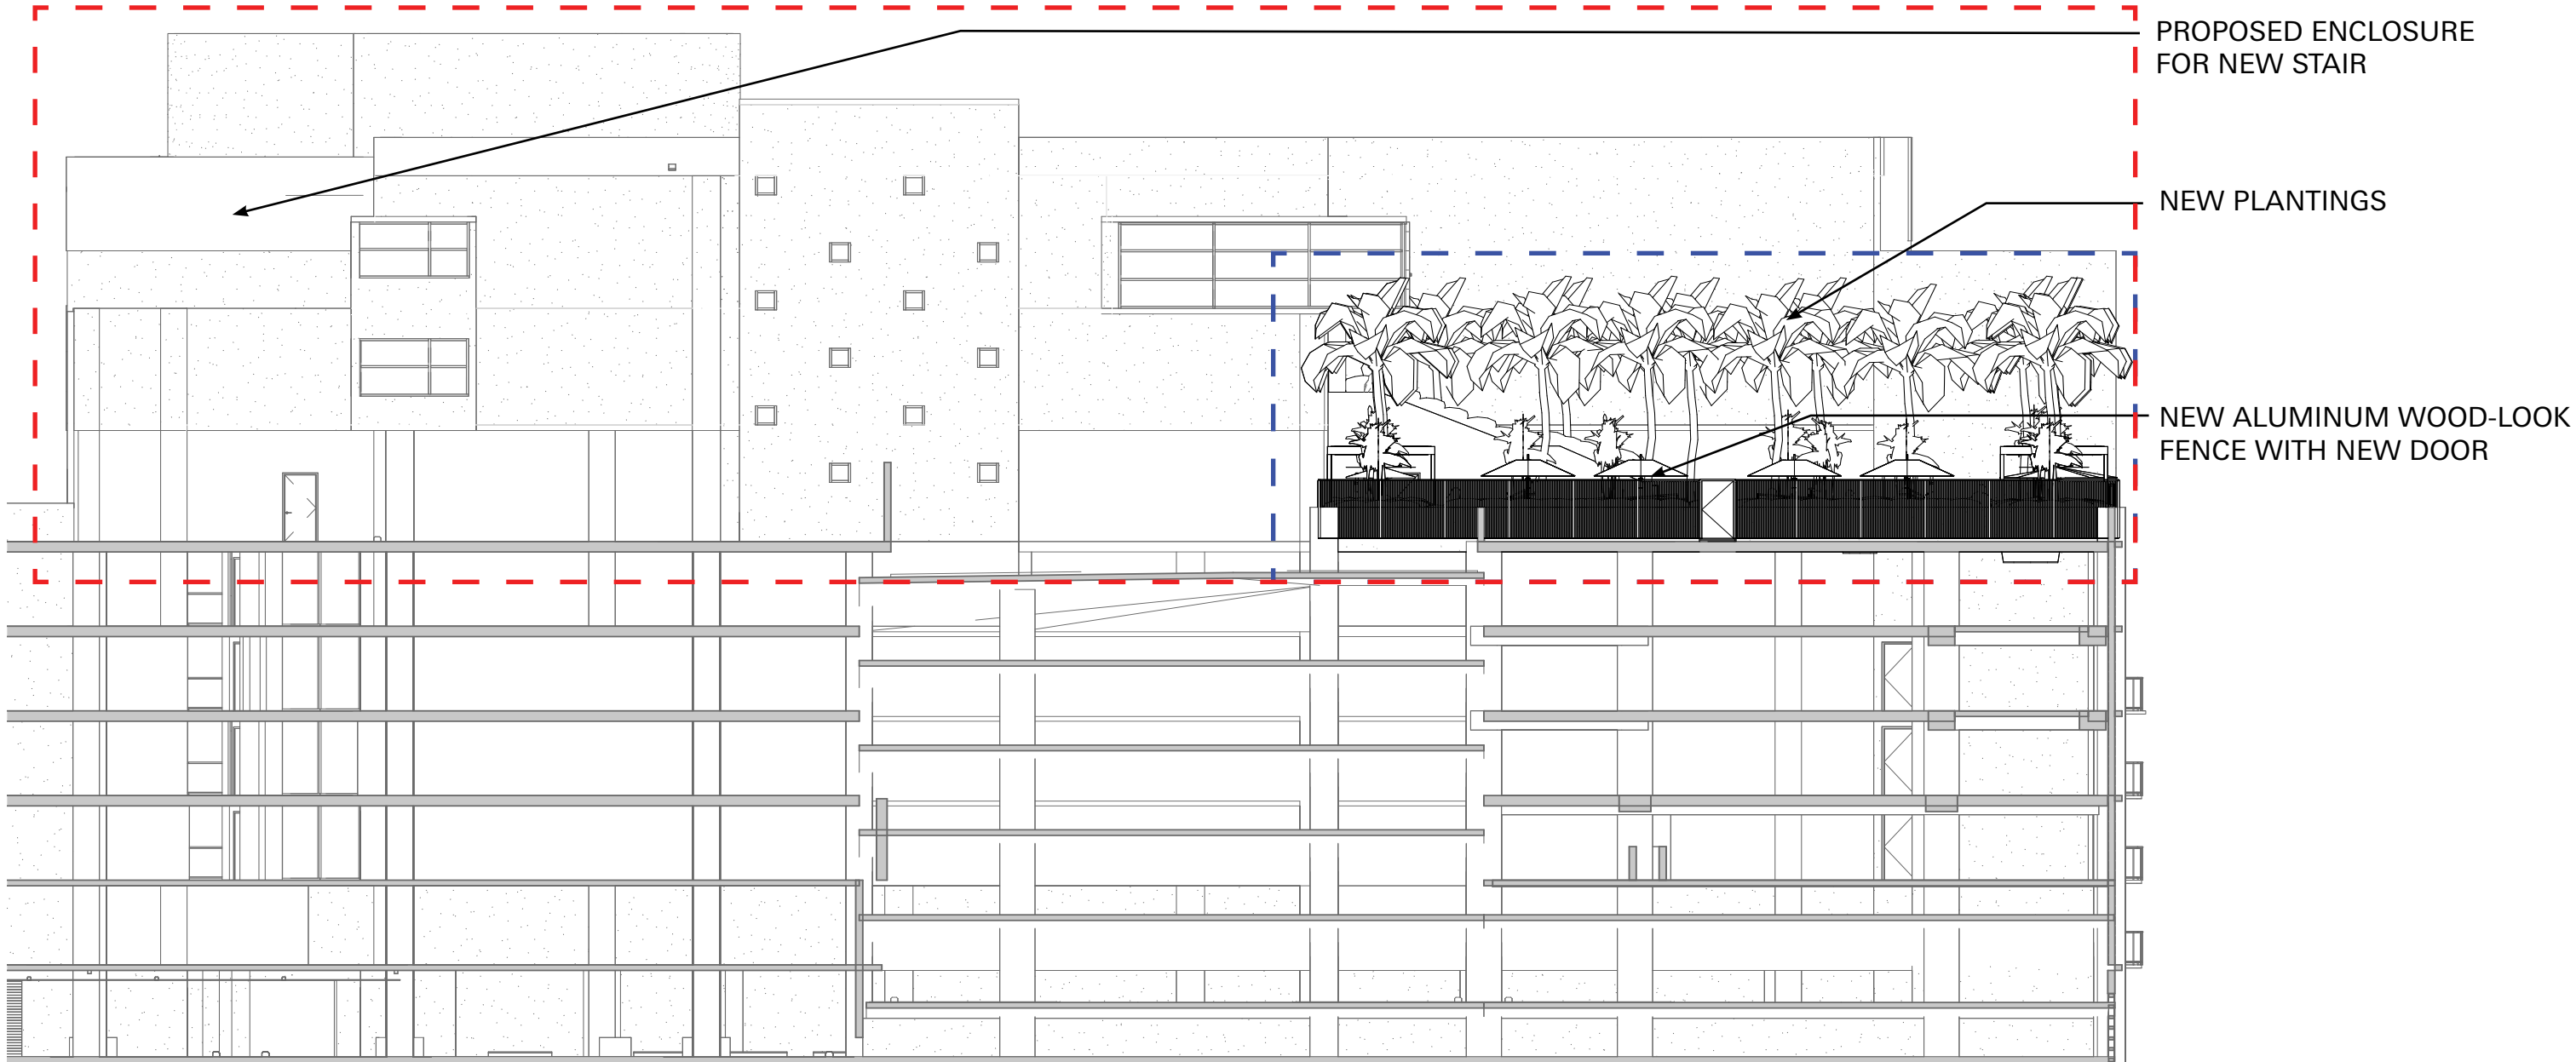 PROPOSED ENCLOSURE
FOR NEW STAIR
NEW PLANTINGS
NEW ALUMINUM WOOD-LOOK
FENCE WITH NEW DOOR